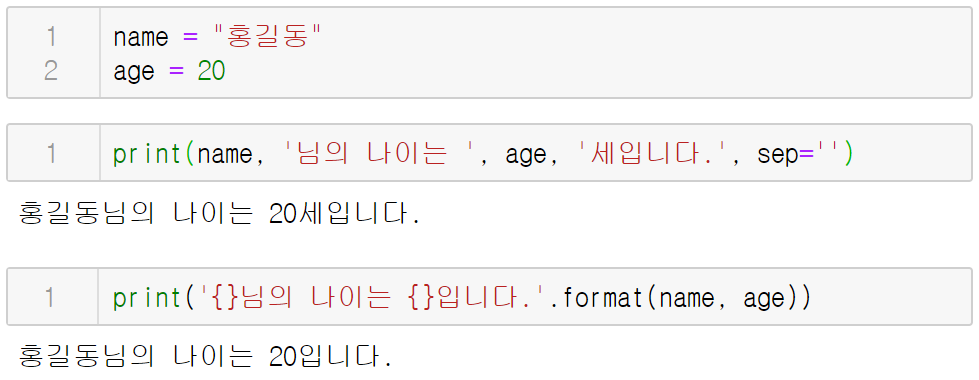 1 name = "홍길동"
2 age = 20
1 print(name, '님의 나이는 ', age, '세입니다.', sep='')
홍길동님의 나이는 20세입니다.
1 print('{}님의 나이는 {}입니다.'.format(name, age))
홍길동님의 나이는 20입니다.